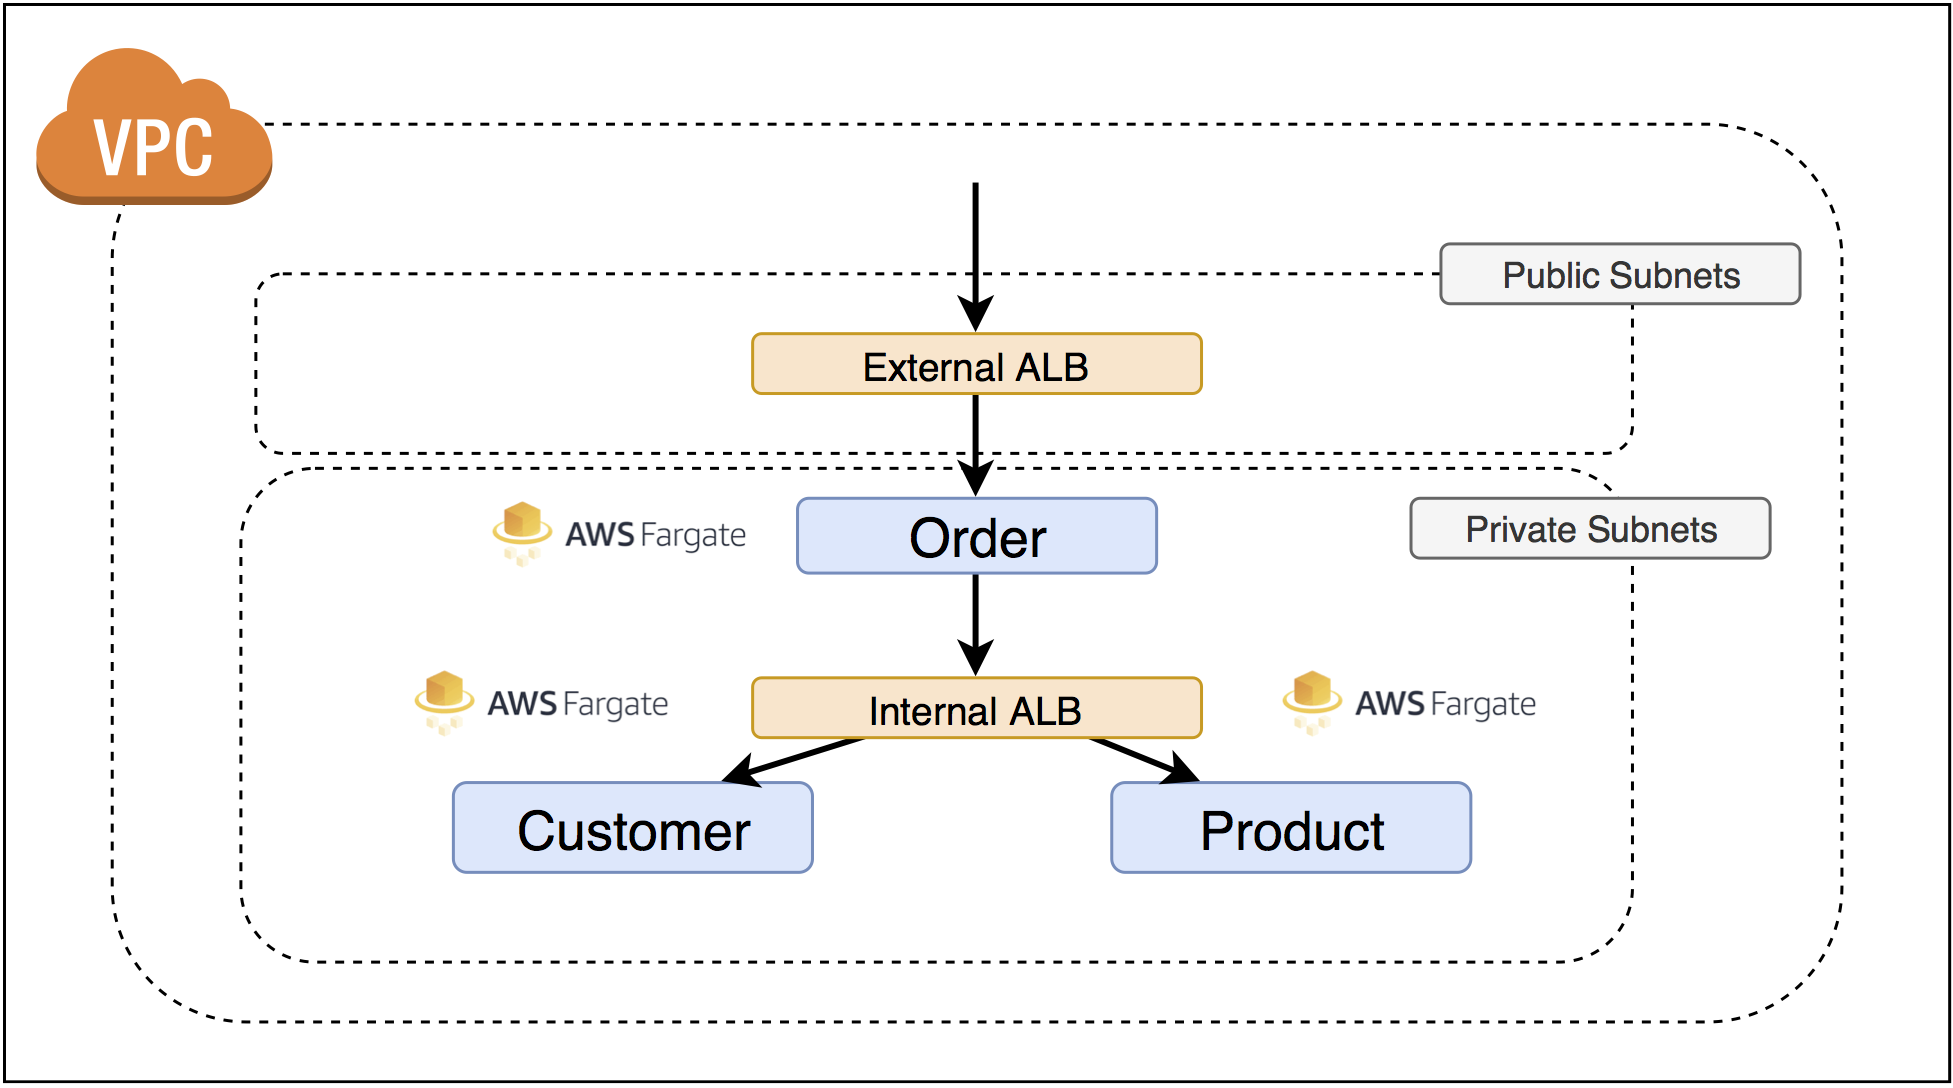 VPC
Public Subnets
External ALB
AWS Fargate
Order
Private Subnets
AWS Fargate
Internal ALB
AWS Fargate
Customer
Product